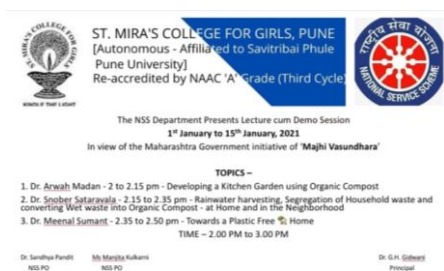 ST. MIRA'S COLLEGE FOR GIRLS, PUNE
[Autonomous - Affiliated to Savitribai Phule
Pune University]
Re-accredited by NAAC 'A' Grade (Third Cycle)
ST. MIRA'S COLLEGE FOR GIRLS
राष्ट्रीय सेवा योजना
NATIONAL SERVICE SCHEME
The NSS Department Presents Lecture cum Demo Session
1st January to 15th January, 2021
In view of the Maharashtra Government initiative of 'Majhi Vasundhara'
TOPICS –
1. Dr. Arwah Madan - 2 to 2.15 pm - Developing a Kitchen Garden using Organic Compost
2. Dr. Snober Sataravala - 2.15 to 2.35 pm - Rainwater harvesting, Segregation of Household waste and
converting Wet waste into Organic Compost - at Home and in the Neighborhood
3. Dr. Meenal Sumant - 2.35 to 2.50 pm - Towards a Plastic Free Home
TIME – 2.00 PM to 3.00 PM
Dr. Sandhya Pandit Ms Manjita Kulkarni Dr. G.H. Gidwani
NSS PO NSS PO Principal